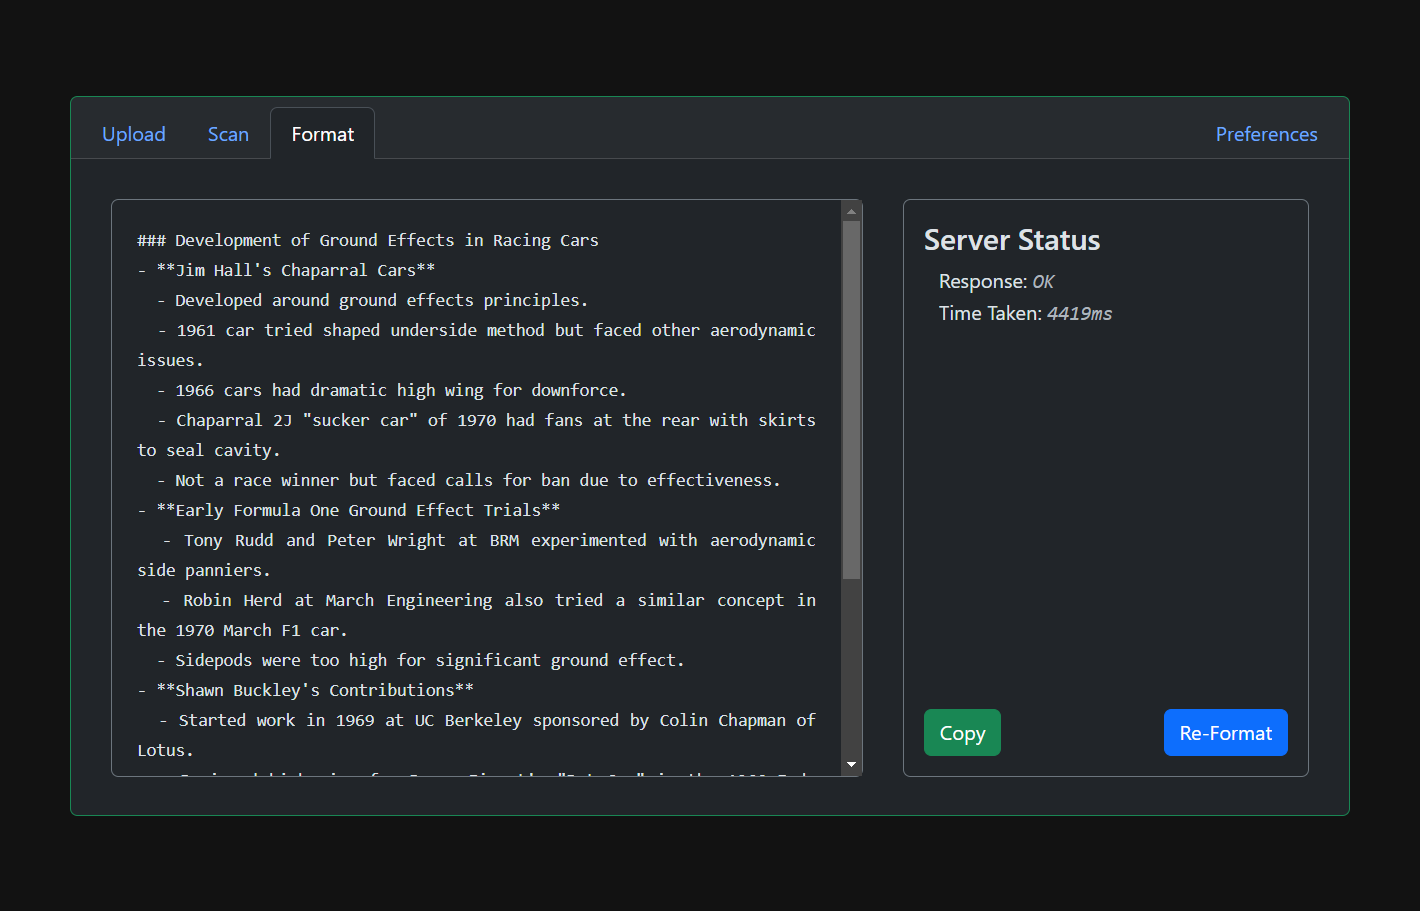 Upload Scan Format Preferences
### Development of Ground Effects in Racing Cars
- **Jim Hall's Chaparral Cars**
- Developed around ground effects principles.
- 1961 car tried shaped underside method but faced other aerodynamic
issues.
- 1966 cars had dramatic high wing for downforce.
- Chaparral 2J "sucker car" of 1970 had fans at the rear with skirts
to seal cavity.
- Not a race winner but faced calls for ban due to effectiveness.
- **Early Formula One Ground Effect Trials**
- Tony Rudd and Peter Wright at BRM experimented with aerodynamic
side panniers.
- Robin Herd at March Engineering also tried a similar concept in
the 1970 March F1 car.
- Sidepods were too high for significant ground effect.
- **Shawn Buckley's Contributions**
- Started work in 1969 at UC Berkeley sponsored by Colin Chapman of
Lotus.
Server Status
Response: OK
Time Taken: 4419ms
Copy Re-Format